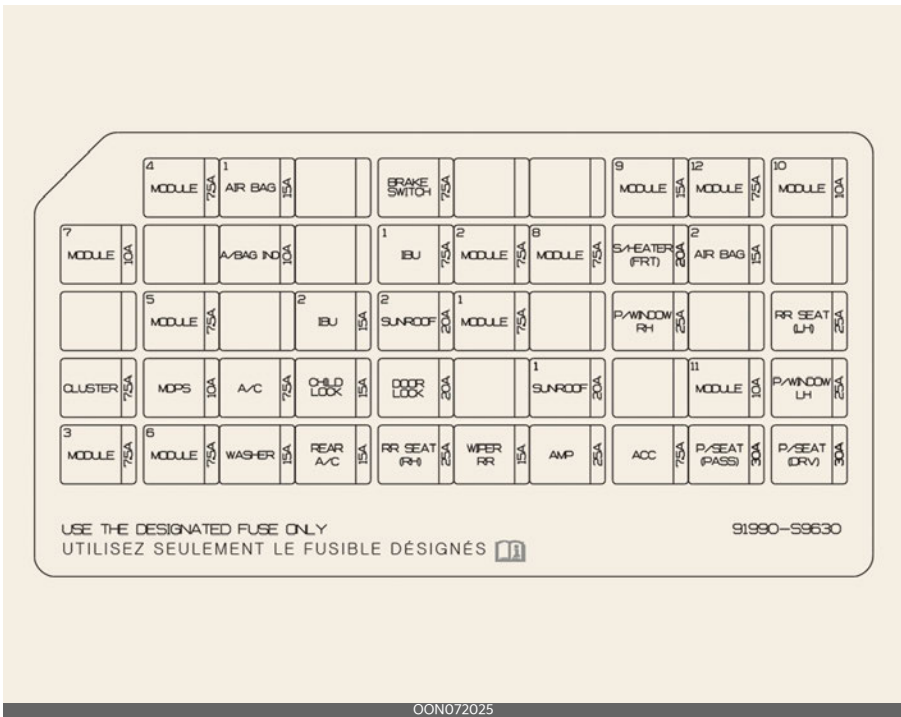 4 MODULE 7.5A 1 AIR BAG 15A BRAKE SWITCH 7.5A 9 MODULE 15A 12 MODULE 7.5A 10 MODULE 10A
7 MODULE 10A A/BAG IND 10A 1 IBU 7.5A 2 MODULE 7.5A 8 MODULE 7.5A S/HEATER (FRT) 20A 2 AIR BAG 15A
5 MODULE 7.5A 2 IBU 15A 2 SUNROOF 20A 1 MODULE 7.5A P/WINDOW RH 25A RR SEAT (LH) 25A
CLUSTER 7.5A MDPS 10A A/C 7.5A CHILD LOCK 15A DOOR LOCK 20A 1 SUNROOF 20A 11 MODULE 10A P/WINDOW LH 25A
3 MODULE 7.5A 6 MODULE 7.5A WASHER 15A REAR A/C 15A RR SEAT (RH) 25A WIPER RR 15A AMP 25A ACC 7.5A P/SEAT (PASS) 30A P/SEAT (DRV) 30A
USE THE DESIGNATED FUSE ONLY 91990-S9630
UTILISEZ SEULEMENT LE FUSIBLE DÉSIGNÉS
OON072025